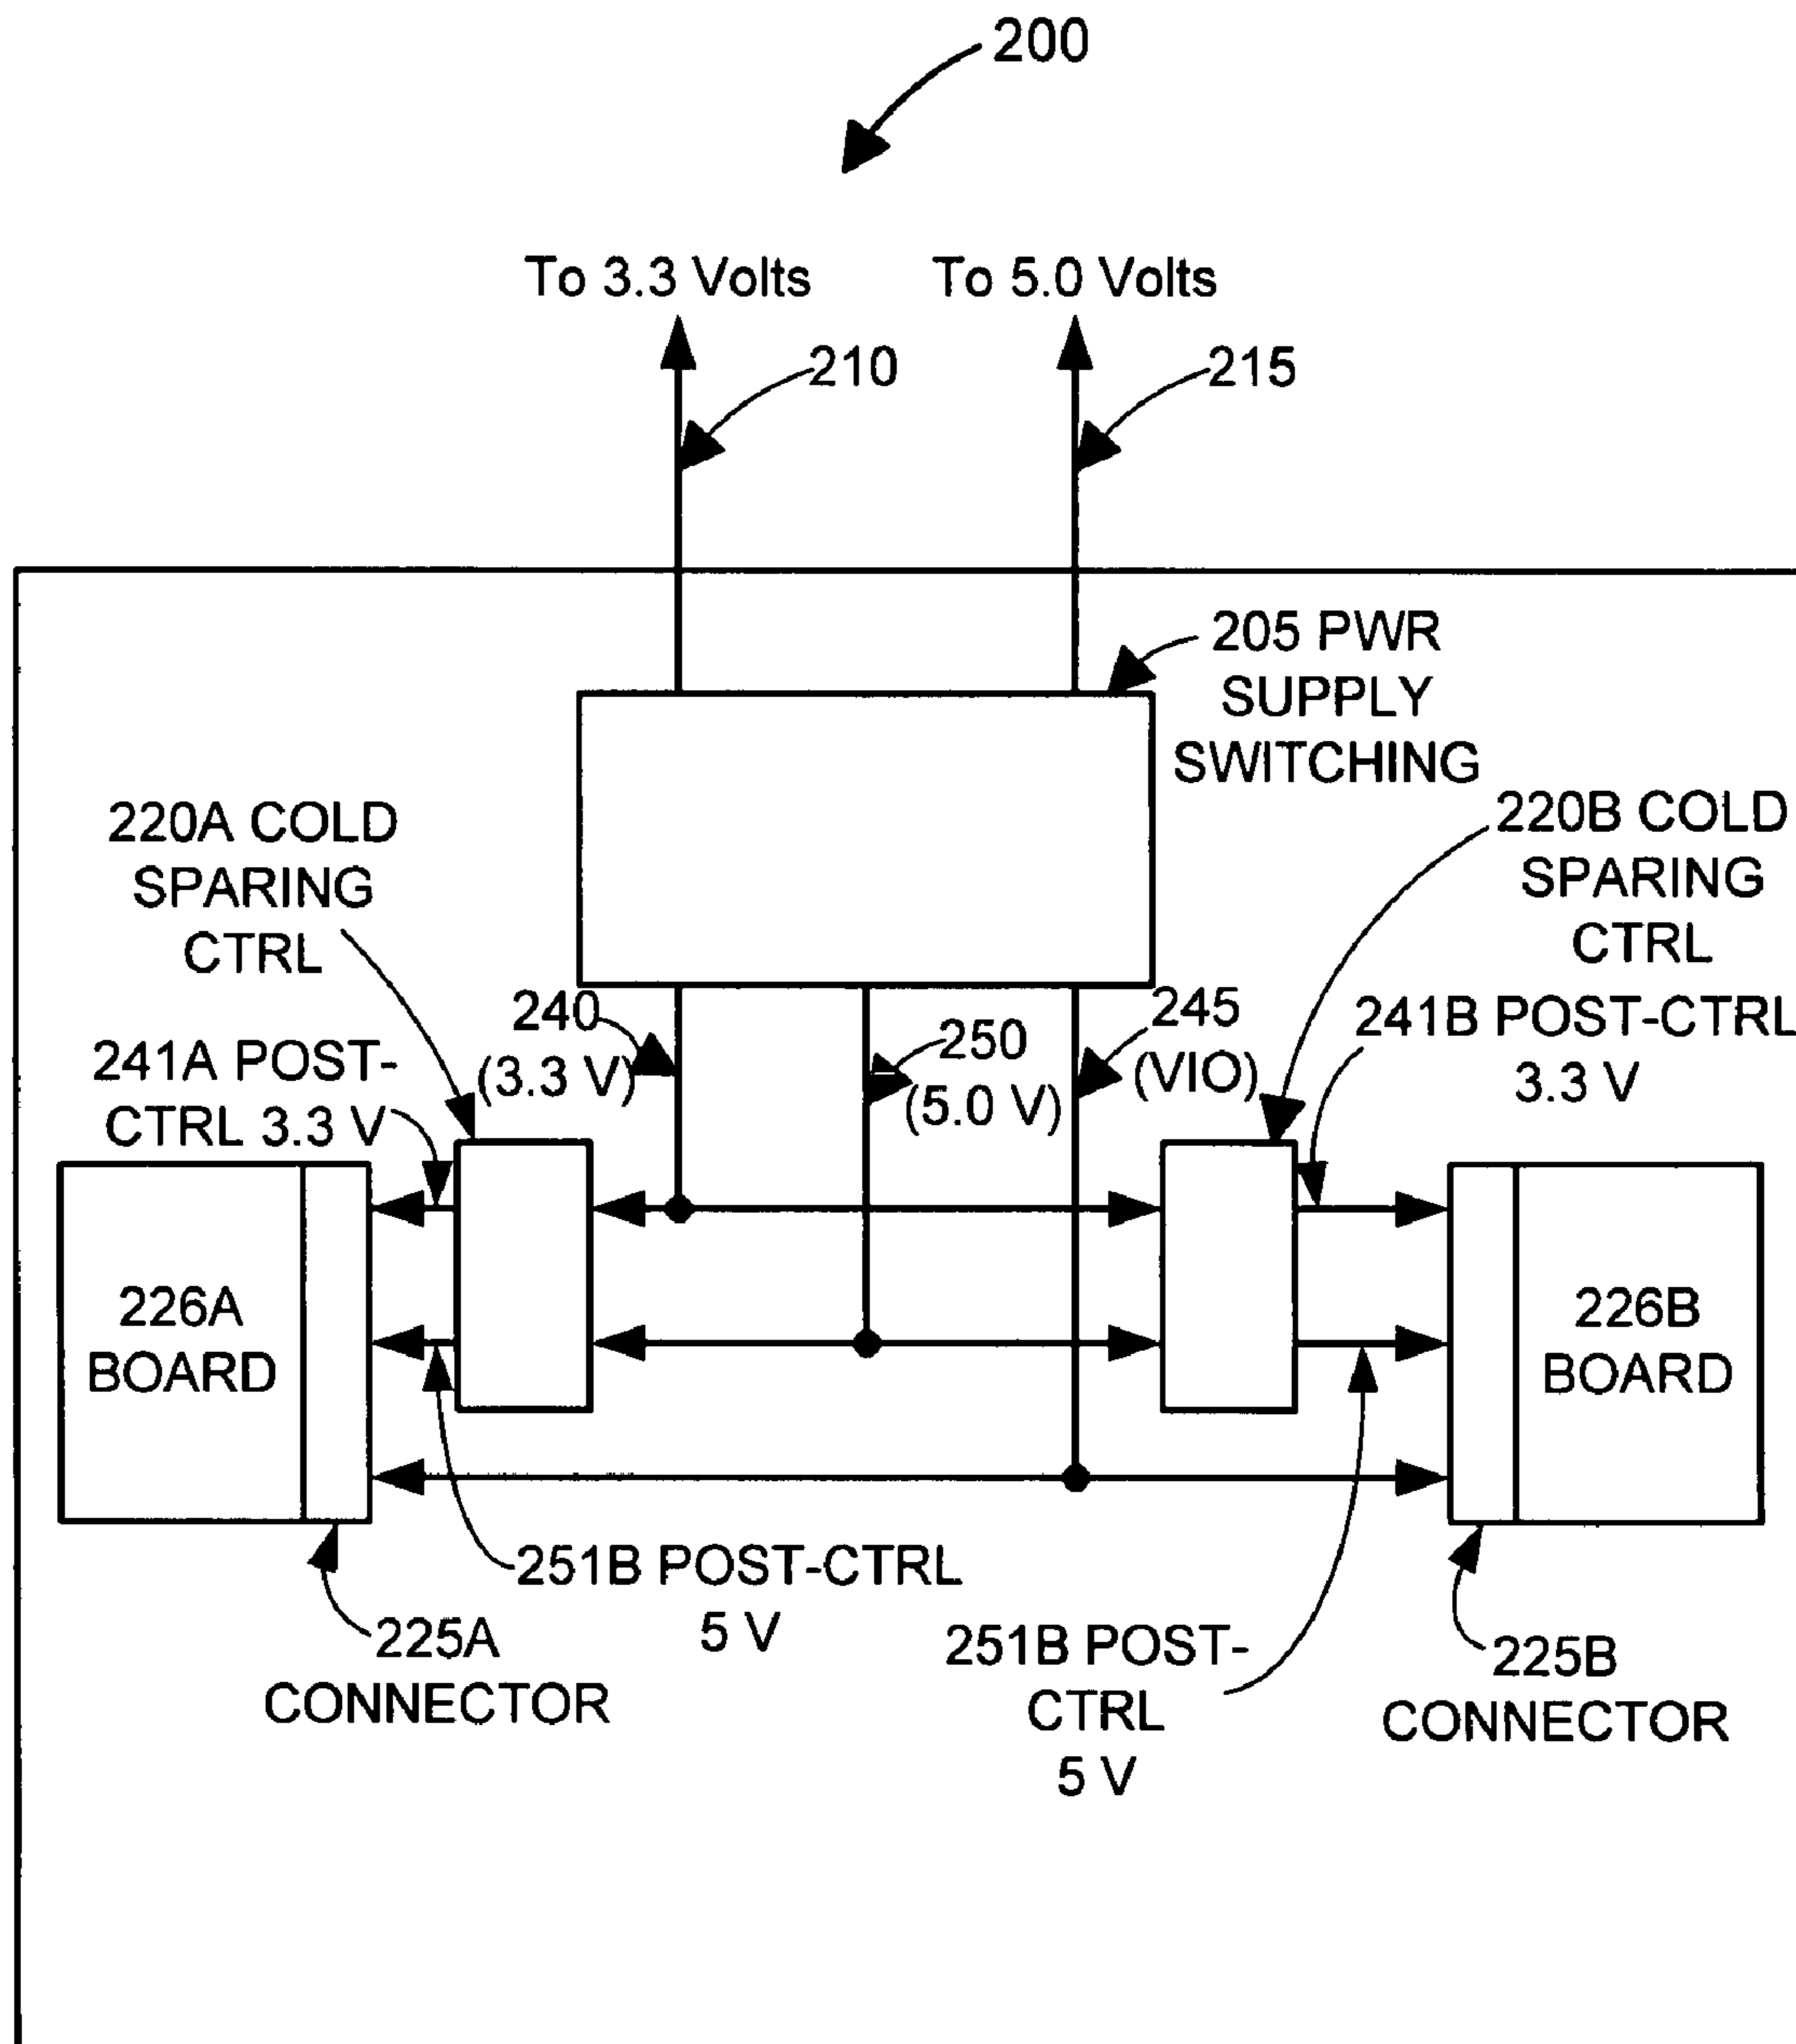 200
To 3.3 Volts
To 5.0 Volts
210
215
205 PWR
SUPPLY
SWITCHING
220A COLD
SPARING
CTRL
220B COLD
SPARING
CTRL
240
(3.3 V)
250
(5.0 V)
245
(VIO)
241B POST-CTRL
3.3 V
241A POST-
CTRL 3.3 V
226A
BOARD
226B
BOARD
251B POST-CTRL
5 V
225A
CONNECTOR
251B POST-
CTRL
5 V
225B
CONNECTOR